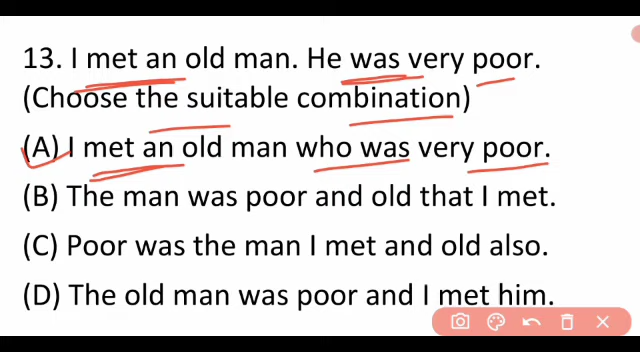 13. I met an old man. He was very poor.
(Choose the suitable combination)
(A) I met an old man who was very poor.
(B) The man was poor and old that I met.
(C) Poor was the man I met and old also.
(D) The old man was poor and I met him.